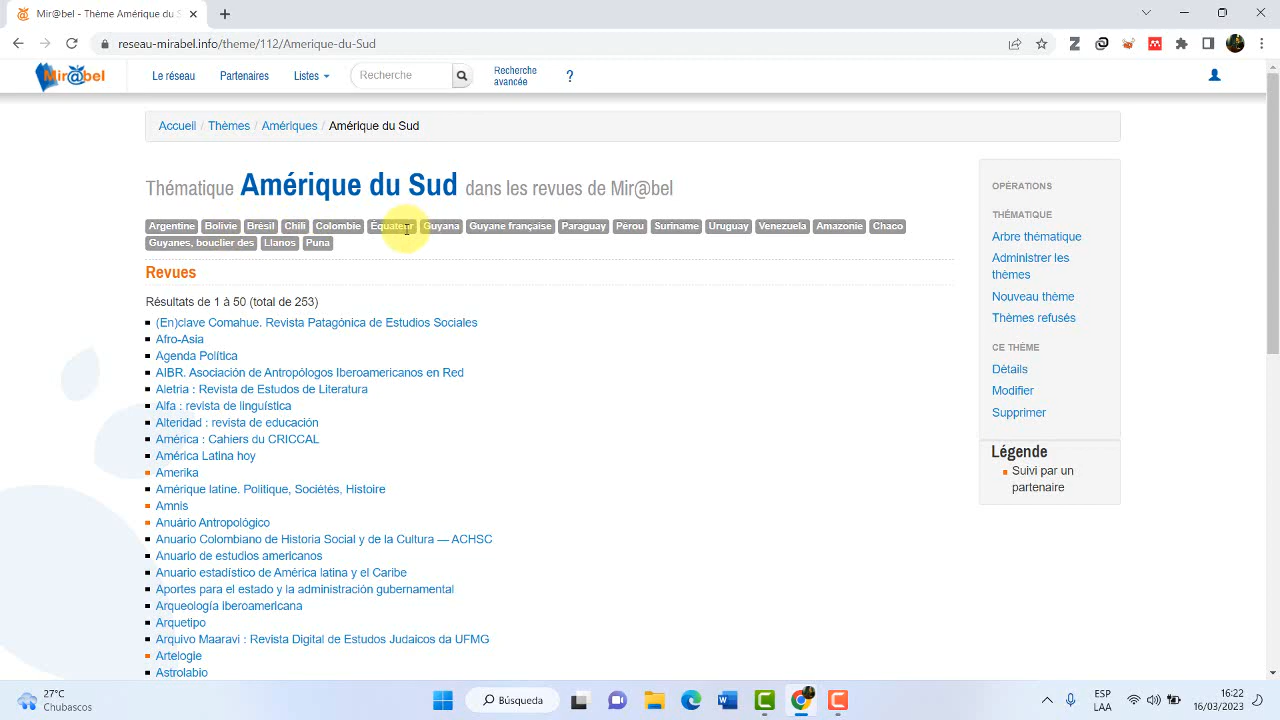 Mir@bel - Thème Amérique du S
reseau-mirabel.info/theme/112/Amerique-du-Sud
Mir@bel
Le réseau
Partenaires
Listes
Recherche
Recherche
avancée
?
Accueil / Thèmes / Amériques / Amérique du Sud
Thématique Amérique du Sud dans les revues de Mir@bel
Argentine Bolivie Brésil Chili Colombie Équateur Guyana Guyane française Paraguay Pérou Suriname Uruguay Venezuela Amazonie Chaco
Guyanes, bouclier des Llanos Puna
Revues
Résultats de 1 à 50 (total de 253)
(En)clave Comahue. Revista Patagónica de Estudios Sociales
Afro-Asia
Agenda Política
AIBR. Asociación de Antropólogos Iberoamericanos en Red
Aletria : Revista de Estudos de Literatura
Alfa : revista de linguística
Alteridad : revista de educación
América : Cahiers du CRICCAL
América Latina hoy
Amerika
Amérique latine. Politique, Sociétés, Histoire
Amnis
Anuário Antropológico
Anuario Colombiano de Historia Social y de la Cultura — ACHSC
Anuario de estudios americanos
Anuario estadístico de América latina y el Caribe
Aportes para el estado y la administración gubernamental
Arqueología iberoamericana
Arquetipo
Arquivo Maaravi : Revista Digital de Estudos Judaicos da UFMG
Artelogie
Astrolabio
OPÉRATIONS
THÉMATIQUE
Arbre thématique
Administrer les
thèmes
Nouveau thème
Thèmes refusés
CE THÈME
Détails
Modifier
Supprimer
Légende
Suivi par un
partenaire
27°C
Chubascos
Búsqueda
ESP
LAA
16:22
16/03/2023